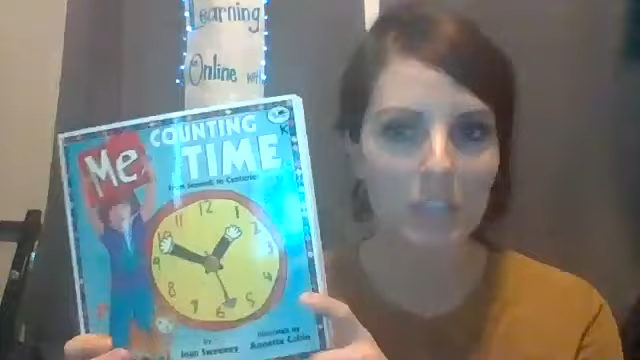 Learning
Online with
Me
COUNTING
TIME
From Seconds to Centuries
12
1
2
3
4
5
6
7
8
9
10
11
by
Joan Sweeney
illustrated by
Annette Cable
K